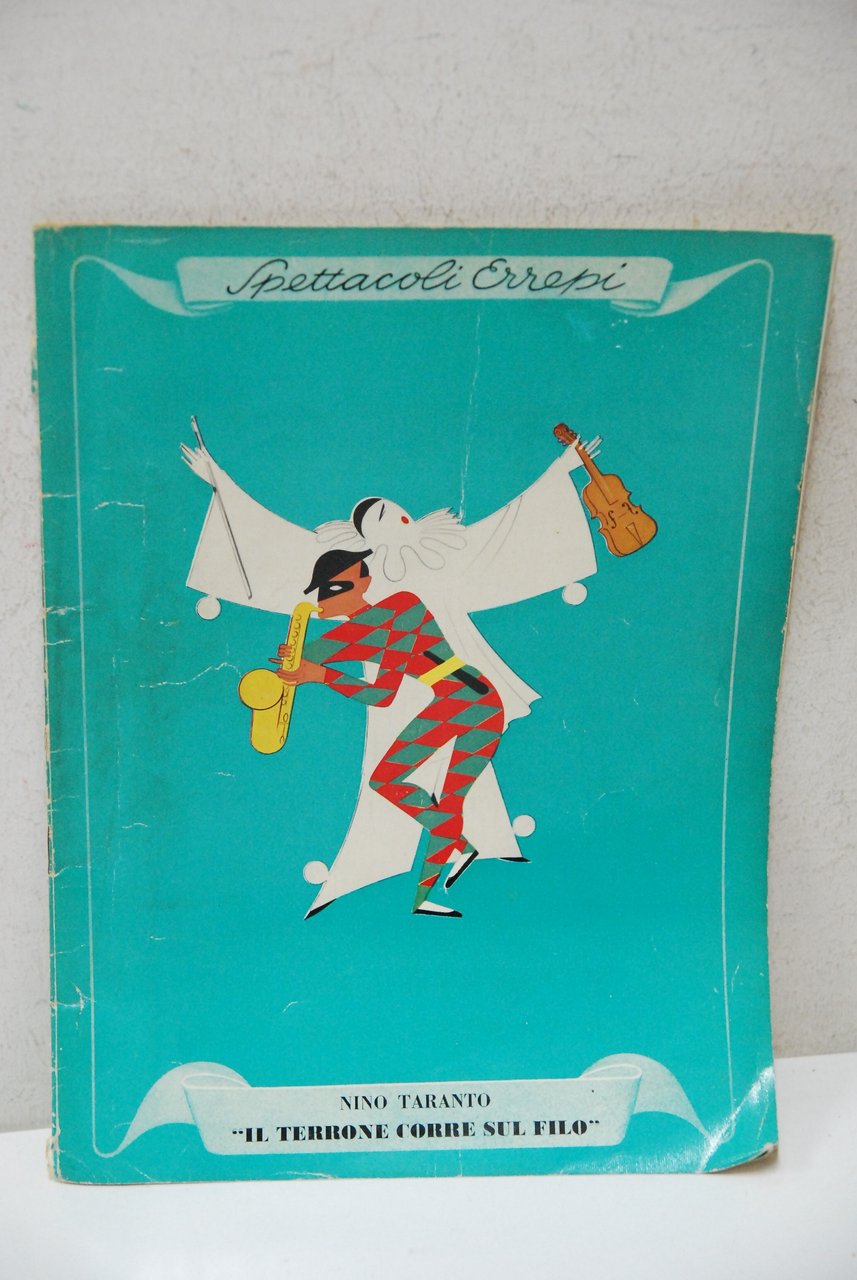 Spettacoli Errepi
NINO TARANTO
"IL TERRONE CORRE SUL FILO"